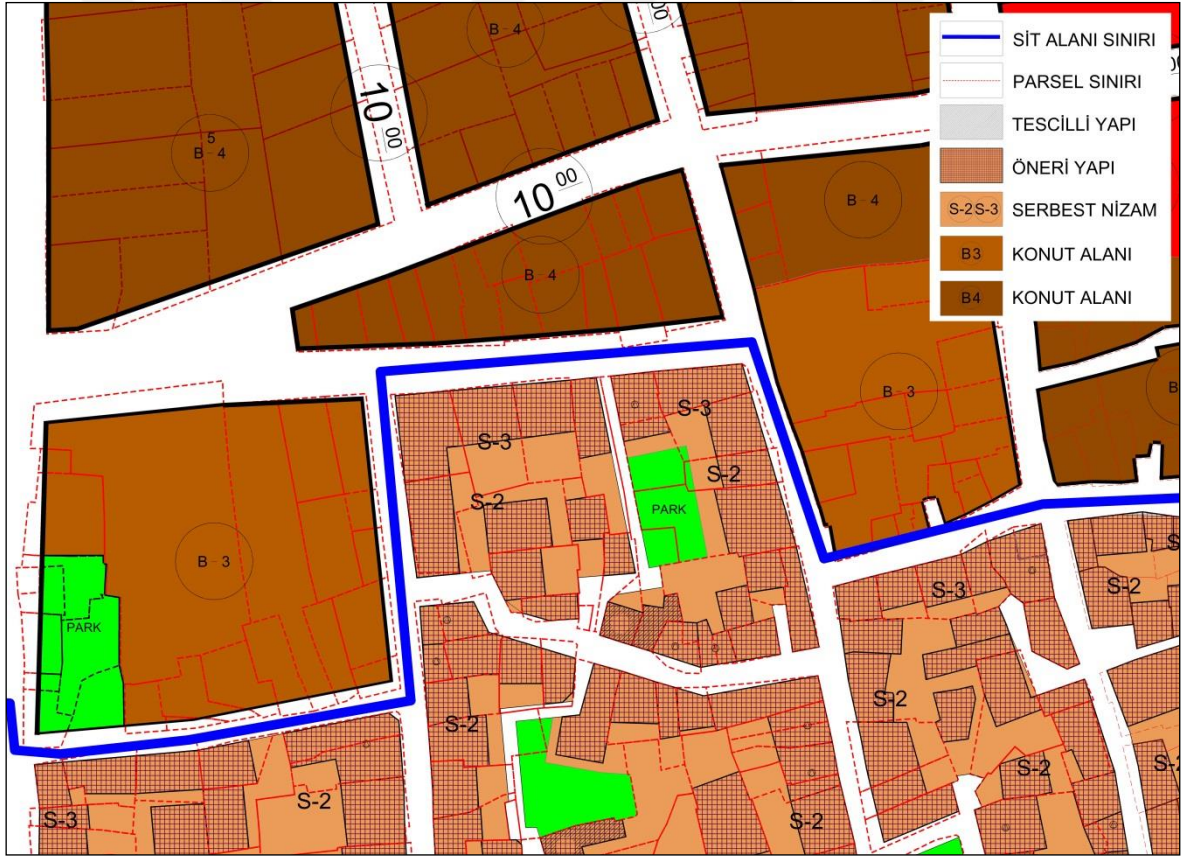 B - 4
00
SİT ALANI SINIRI
PARSEL SINIRI
TESCİLLİ YAPI
ÖNERİ YAPI
S-2 S-3 SERBEST NİZAM
B3 KONUT ALANI
B4 KONUT ALANI
10 00
5
B - 4
10 00
B - 4
B - 4
B - 3
B
S-3
S-3
S-2
S-2
PARK
B - 3
PARK
S-3
S-2
S-2
S-2
S-2
S-2
S-2
S-3
S-2